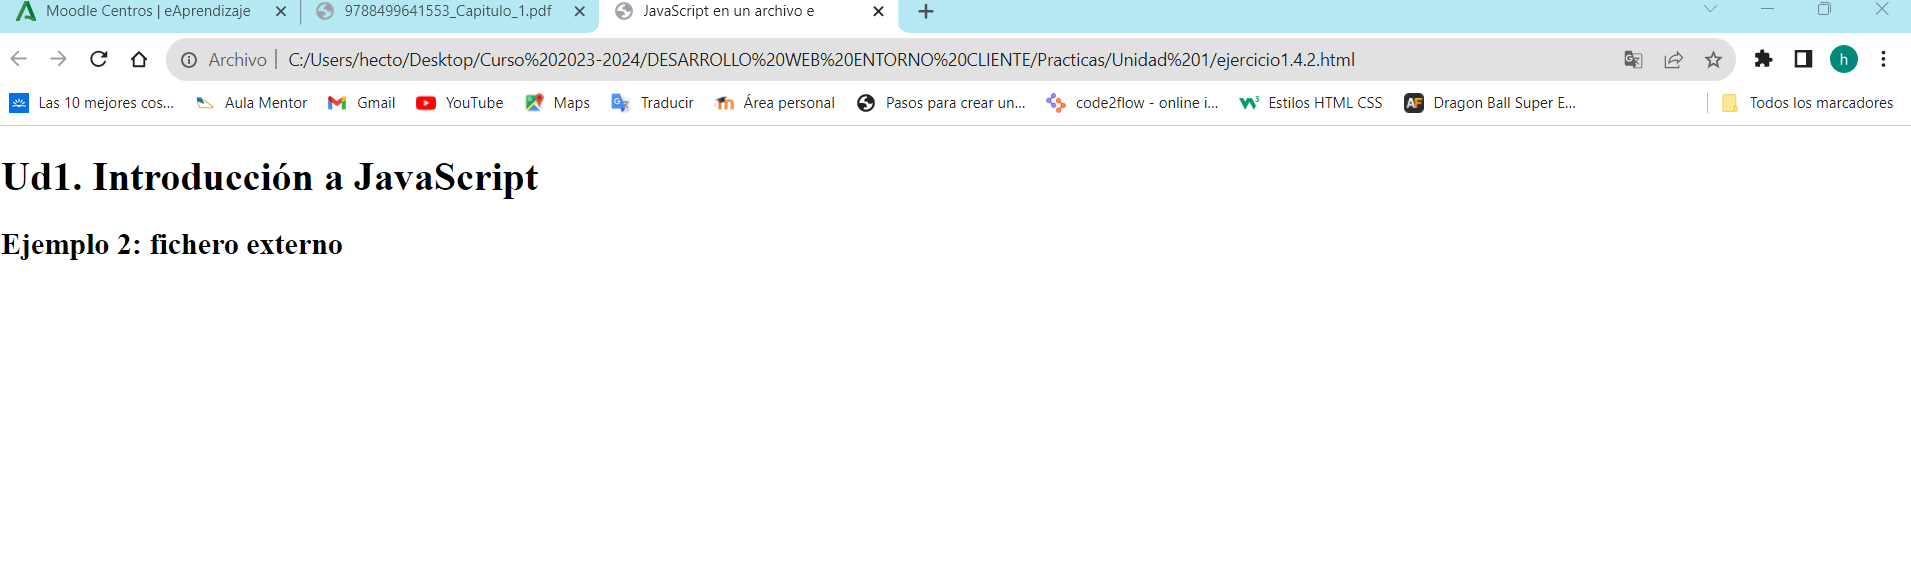 Moodle Centros | eAprendizaje
9788499641553_Capitulo_1.pdf
JavaScript en un archivo e
Archivo
C:/Users/hecto/Desktop/Curso%202023-2024/DESARROLLO%20WEB%20ENTORNO%20CLIENTE/Practicas/Unidad%201/ejercicio1.4.2.html
h
Las 10 mejores cos...
Aula Mentor
Gmail
YouTube
Maps
Traducir
Área personal
Pasos para crear un...
code2flow - online i...
Estilos HTML CSS
AF
Dragon Ball Super E...
Todos los marcadores
Ud1. Introducción a JavaScript
Ejemplo 2: fichero externo